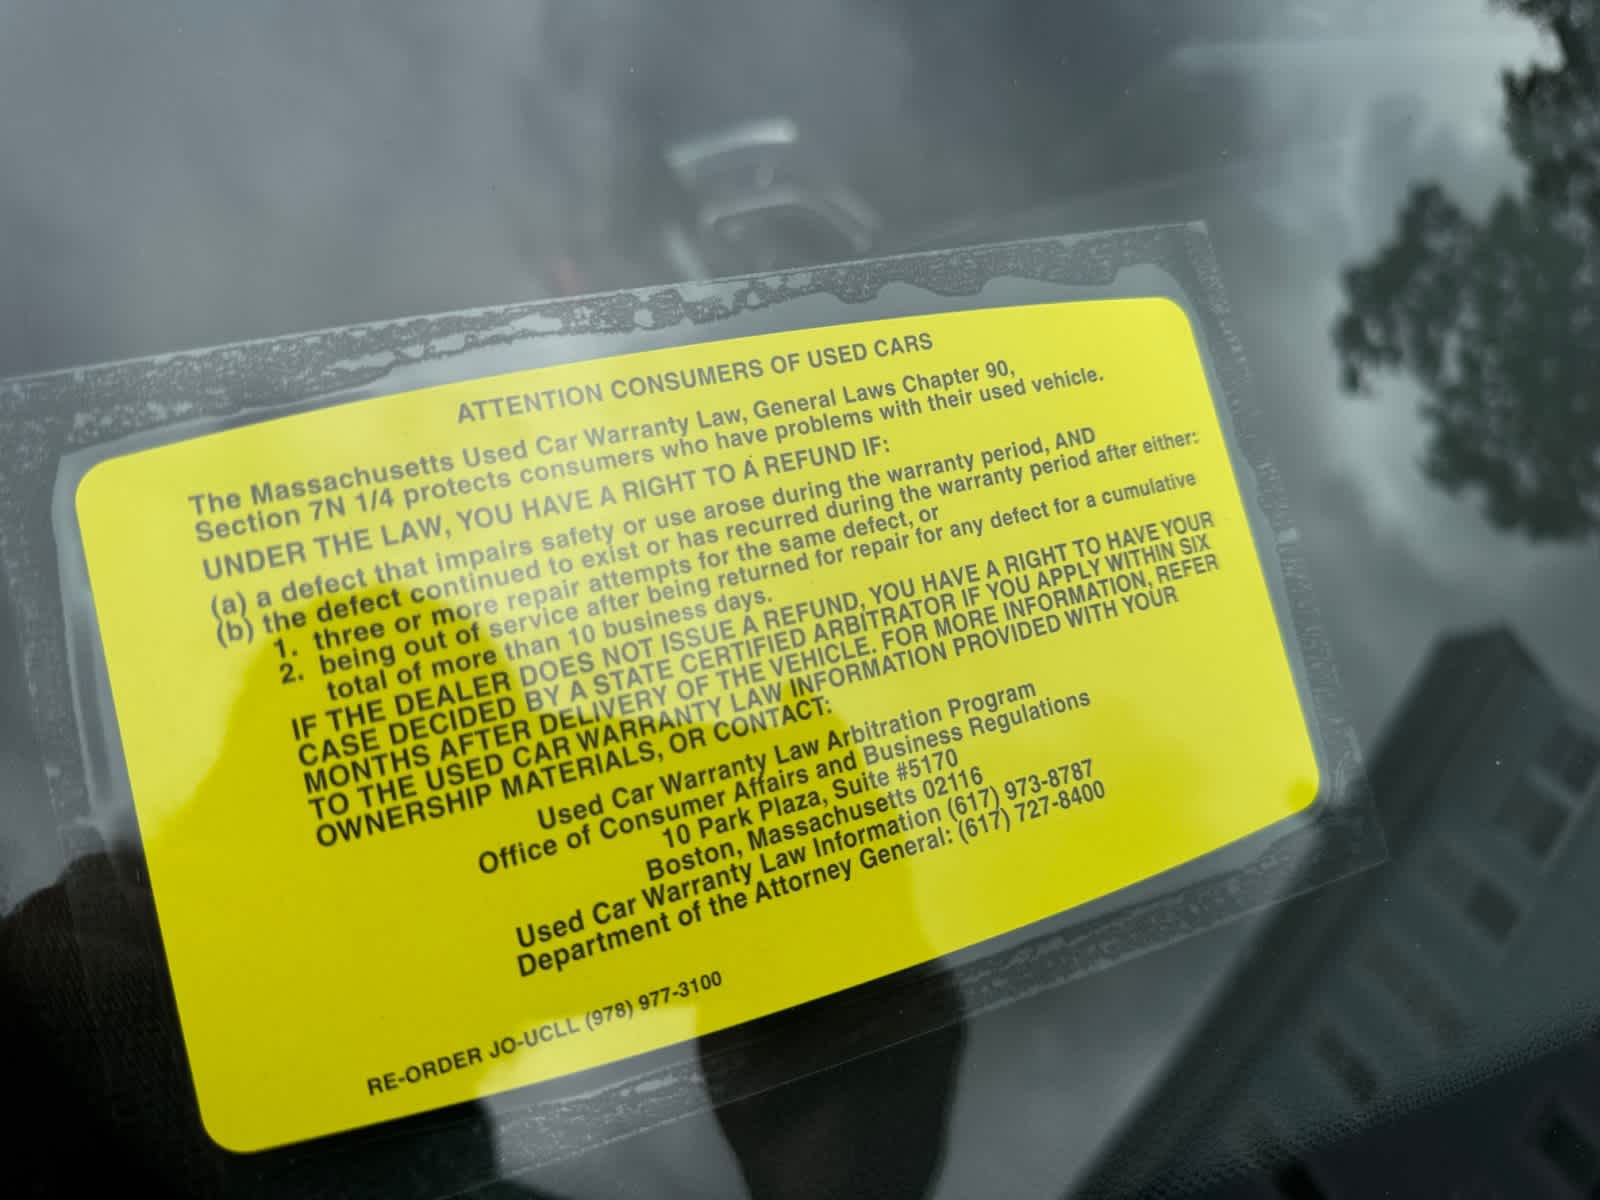 ATTENTION CONSUMERS OF USED CARS
The Massachusetts Used Car Warranty Law, General Laws Chapter 90,
Section 7N 1/4 protects consumers who have problems with their used vehicle.
UNDER THE LAW, YOU HAVE A RIGHT TO A REFUND IF:
(a) a defect that impairs safety or use arose during the warranty period, AND
(b) the defect continued to exist or has recurred during the warranty period after either:
1. three or more repair attempts for the same defect, or
2. being out of service after being returned for repair for any defect for a cumulative
total of more than 10 business days.
IF THE DEALER DOES NOT ISSUE A REFUND, YOU HAVE A RIGHT TO HAVE YOUR
CASE DECIDED BY A STATE CERTIFIED ARBITRATOR IF YOU APPLY WITHIN SIX
MONTHS AFTER DELIVERY OF THE VEHICLE. FOR MORE INFORMATION, REFER
TO THE USED CAR WARRANTY LAW INFORMATION PROVIDED WITH YOUR
OWNERSHIP MATERIALS, OR CONTACT:
Used Car Warranty Law Arbitration Program
Office of Consumer Affairs and Business Regulations
10 Park Plaza, Suite #5170
Boston, Massachusetts 02116
Used Car Warranty Law Information (617) 973-8787
Department of the Attorney General: (617) 727-8400
RE-ORDER JO-UCLL (978) 977-3100